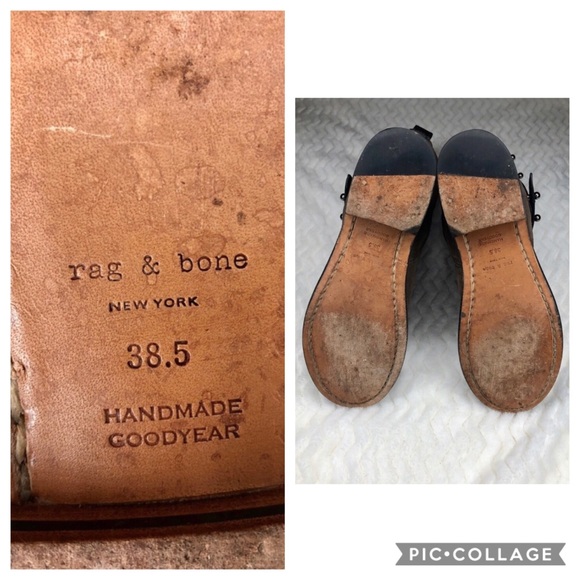 rag & bone
NEW YORK
38.5
HANDMADE
GOODYEAR
PIC•COLLAGE